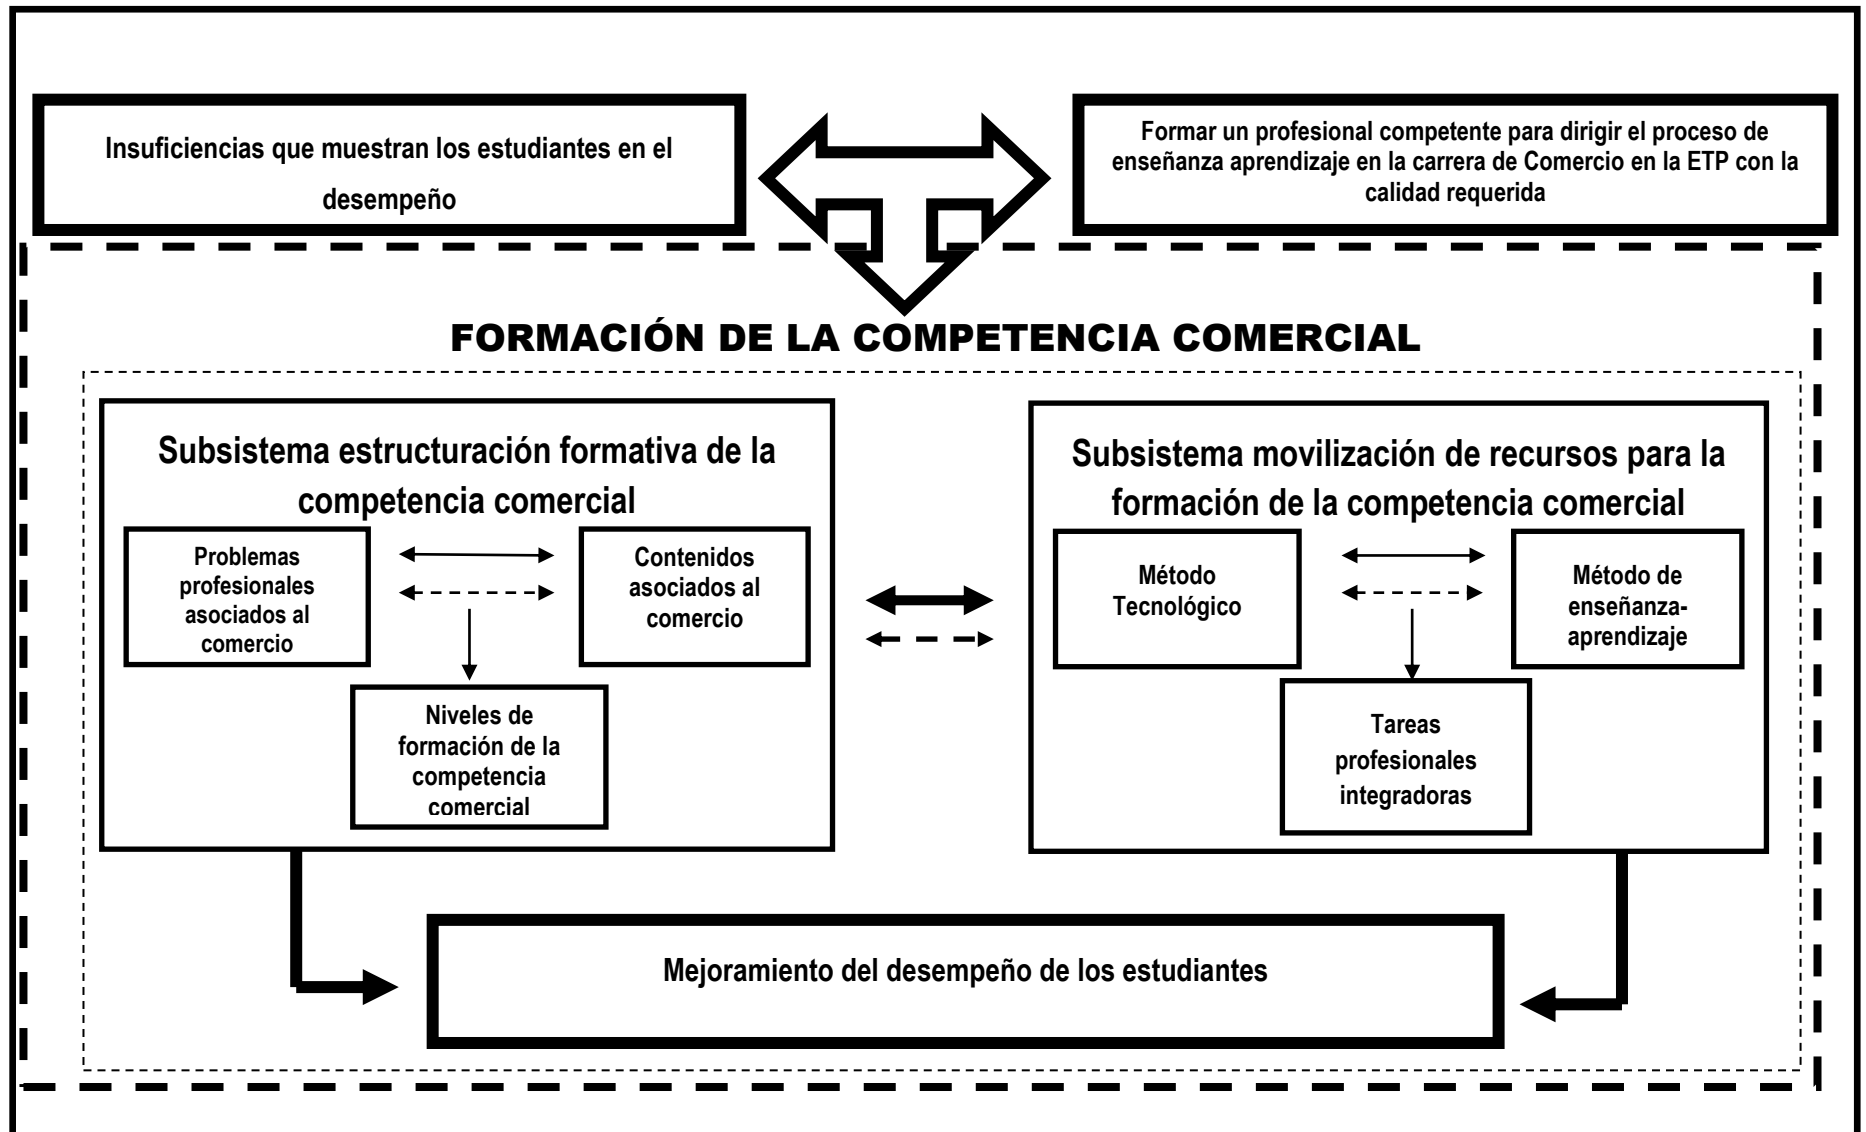 Insuficiencias que muestran los estudiantes en el
desempeño
Formar un profesional competente para dirigir el proceso de
enseñanza aprendizaje en la carrera de Comercio en la ETP con la
calidad requerida
FORMACIÓN DE LA COMPETENCIA COMERCIAL
Subsistema estructuración formativa de la
competencia comercial
Problemas
profesionales
asociados al
comercio
Contenidos
asociados al
comercio
Niveles de
formación de la
competencia
comercial
Subsistema movilización de recursos para la
formación de la competencia comercial
Método
Tecnológico
Método de
enseñanza-
aprendizaje
Tareas
profesionales
integradoras
Mejoramiento del desempeño de los estudiantes